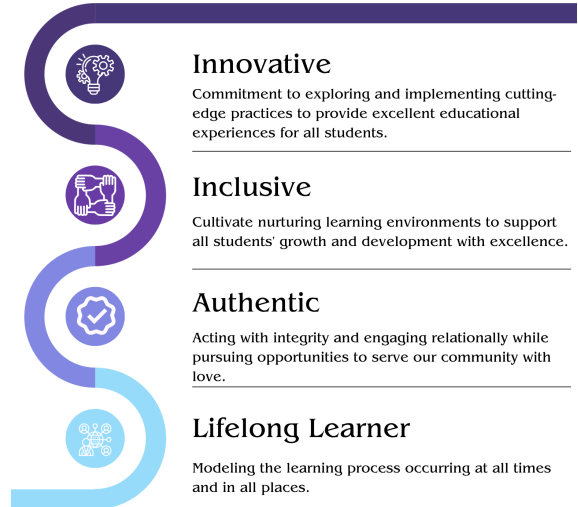 Innovative
Commitment to exploring and implementing cutting-
edge practices to provide excellent educational
experiences for all students.
Inclusive
Cultivate nurturing learning environments to support
all students' growth and development with excellence.
Authentic
Acting with integrity and engaging relationally while
pursuing opportunities to serve our community with
love.
Lifelong Learner
Modeling the learning process occurring at all times
and in all places.